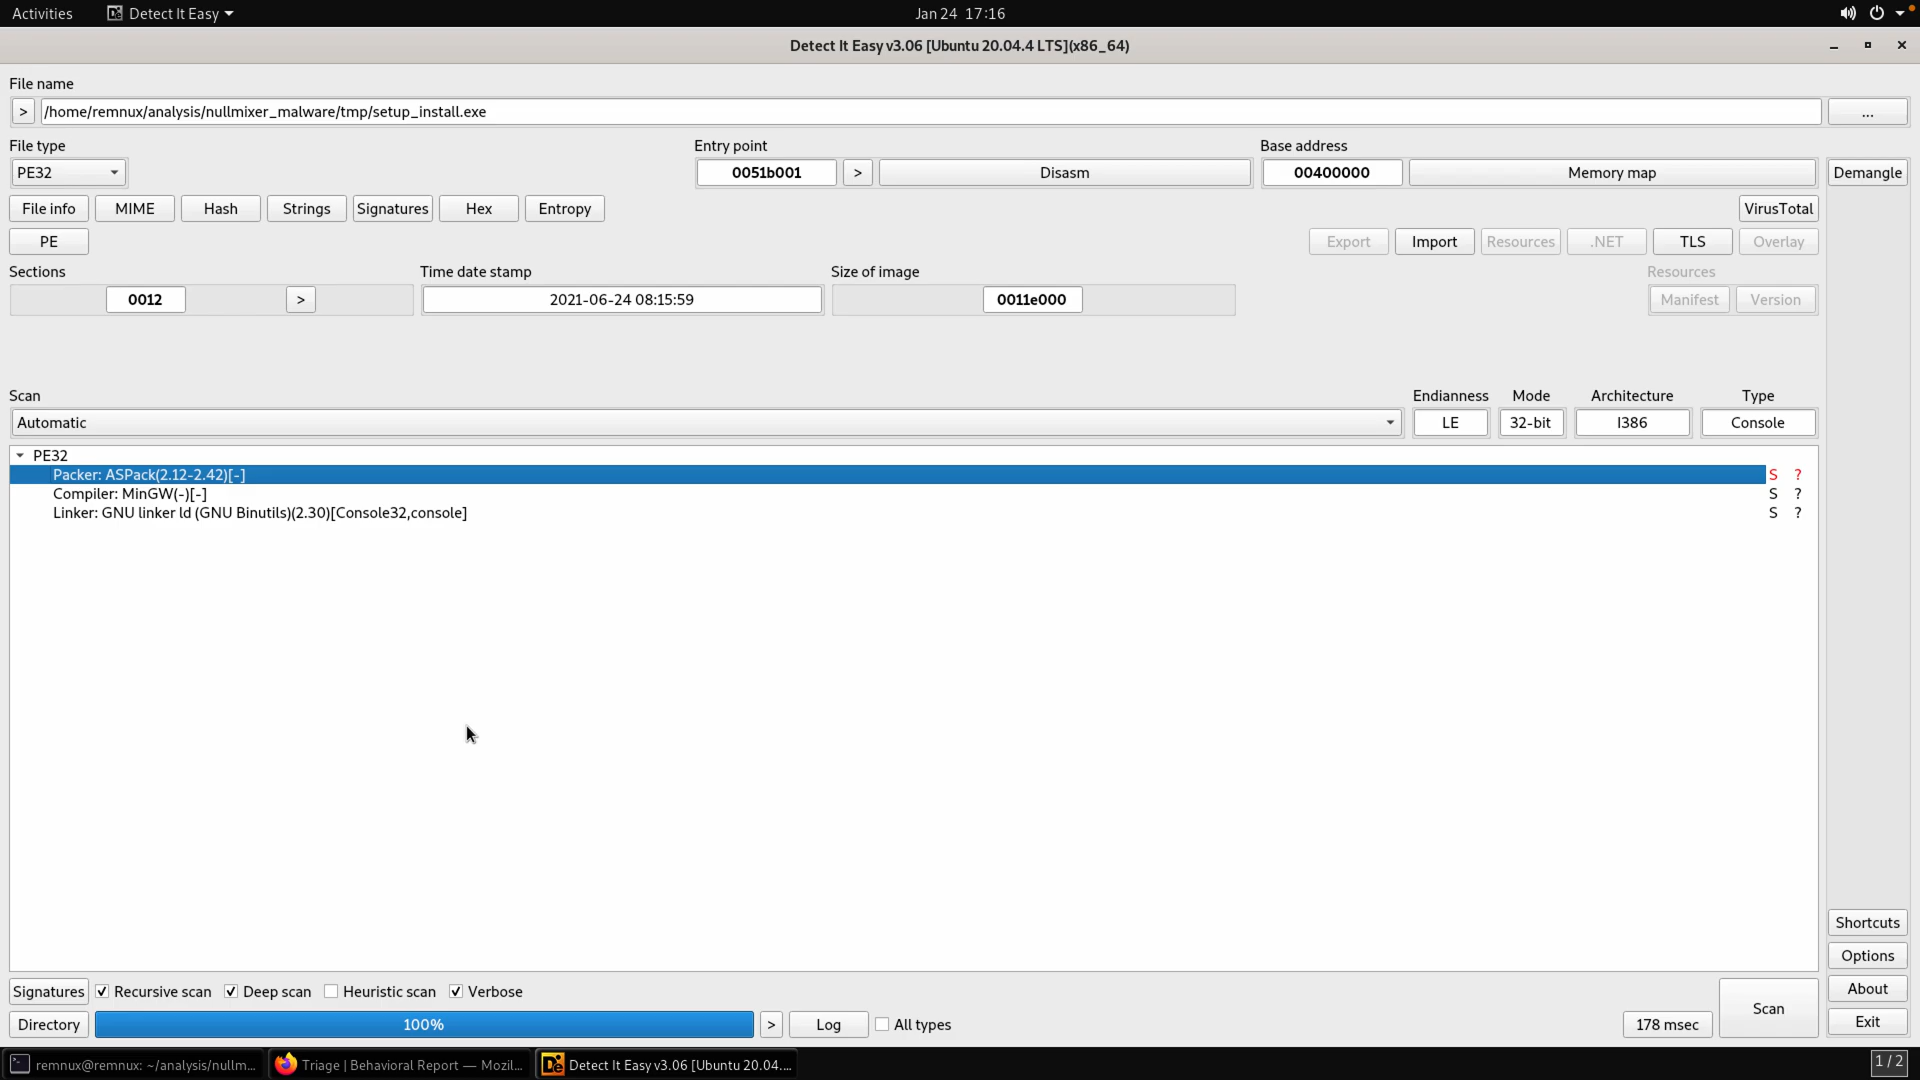 Activities Detect It Easy Jan 24 17:16
Detect It Easy v3.06 [Ubuntu 20.04.4 LTS](x86_64)
File name
> /home/remnux/analysis/nullmixer_malware/tmp/setup_install.exe ...
File type Entry point Base address
PE32 0051b001 > Disasm 00400000 Memory map Demangle
File info MIME Hash Strings Signatures Hex Entropy VirusTotal
PE Export Import Resources .NET TLS Overlay
Sections Time date stamp Size of image Resources
0012 > 2021-06-24 08:15:59 0011e000 Manifest Version
Scan Endianness Mode Architecture Type
Automatic LE 32-bit I386 Console
PE32
Packer: ASPack(2.12-2.42)[-] S ?
Compiler: MinGW(-)[-] S ?
Linker: GNU linker ld (GNU Binutils)(2.30)[Console32,console] S ?
Shortcuts
Options
Signatures Recursive scan Deep scan Heuristic scan Verbose About
Scan
Directory 100% > Log All types 178 msec Exit
remnux@remnux: ~/analysis/nullm... Triage | Behavioral Report — Mozil... Detect It Easy v3.06 [Ubuntu 20.04.... 1 / 2